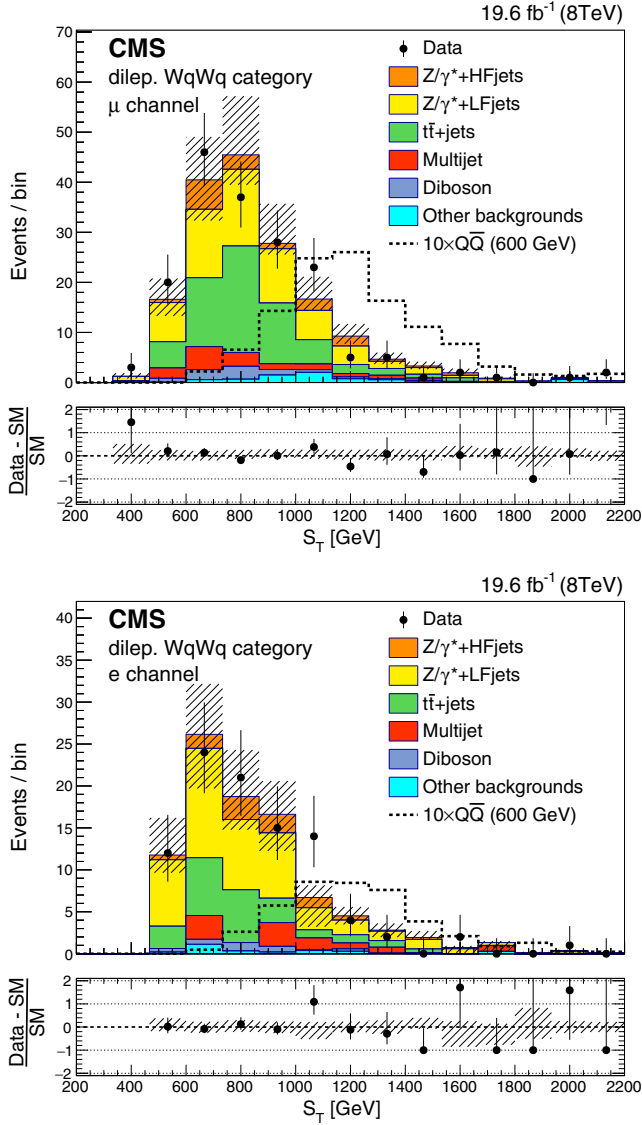 19.6 fb⁻¹ (8TeV)
CMS
dilep. WqWq category
μ channel
Data
Z/γ*+HFjets
Z/γ*+LFjets
tt̄+jets
Multijet
Diboson
Other backgrounds
10×QQ̅ (600 GeV)
Events / bin
70
60
50
40
30
20
10
0
Data - SM
SM
2
1
0
−1
−2
200 400 600 800 1000 1200 1400 1600 1800 2000 2200
S_T [GeV]
19.6 fb⁻¹ (8TeV)
CMS
dilep. WqWq category
e channel
Data
Z/γ*+HFjets
Z/γ*+LFjets
tt̄+jets
Multijet
Diboson
Other backgrounds
10×QQ̅ (600 GeV)
Events / bin
40
35
30
25
20
15
10
5
0
Data - SM
SM
2
1
0
−1
−2
200 400 600 800 1000 1200 1400 1600 1800 2000 2200
S_T [GeV]